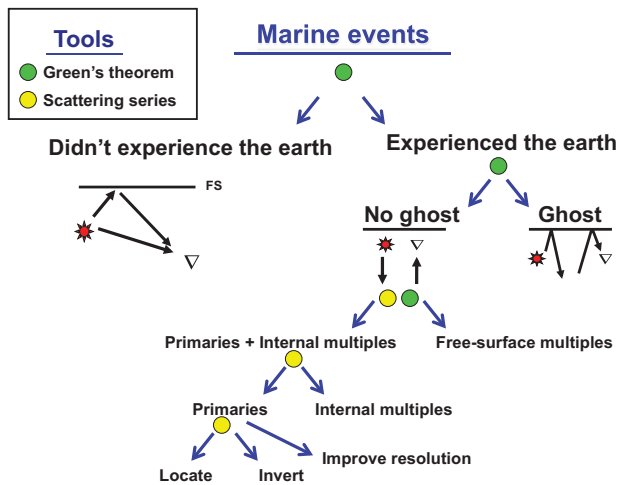 Tools
Green's theorem
Scattering series
Marine events
Didn't experience the earth
Experienced the earth
FS
No ghost
Ghost
Primaries + Internal multiples
Free-surface multiples
Primaries
Internal multiples
Improve resolution
Locate
Invert